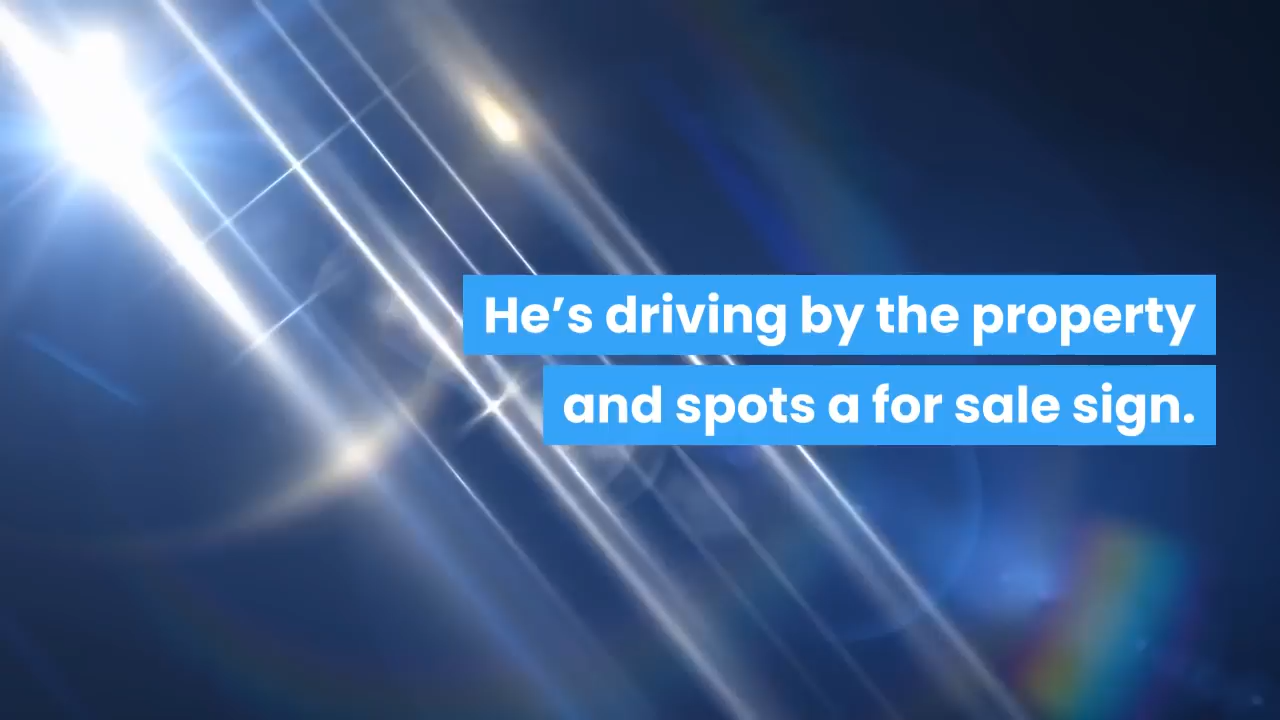 He’s driving by the property
and spots a for sale sign.